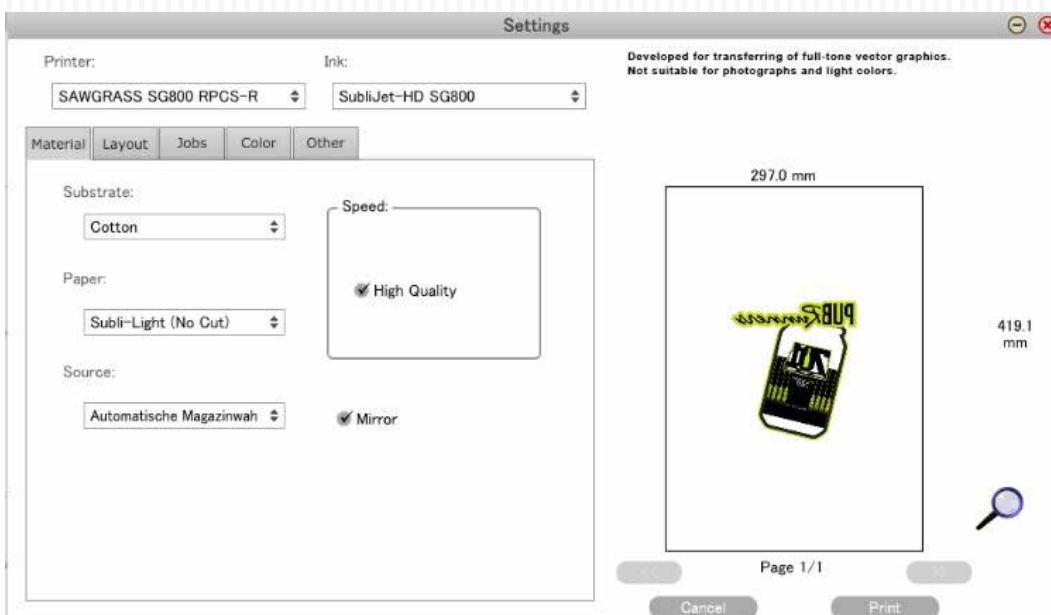 Settings
Printer:
Ink:
SAWGRASS SG800 RPCS-R
SubliJet-HD SG800
Developed for transferring of full-tone vector graphics.
Not suitable for photographs and light colors.
Material
Layout
Jobs
Color
Other
Substrate:
Cotton
Speed:
High Quality
Paper:
Subli-Light (No Cut)
Source:
Automatische Magazinwah
Mirror
297.0 mm
419.1
mm
PUBRunners
<<
Page 1/1
>>
Cancel
Print